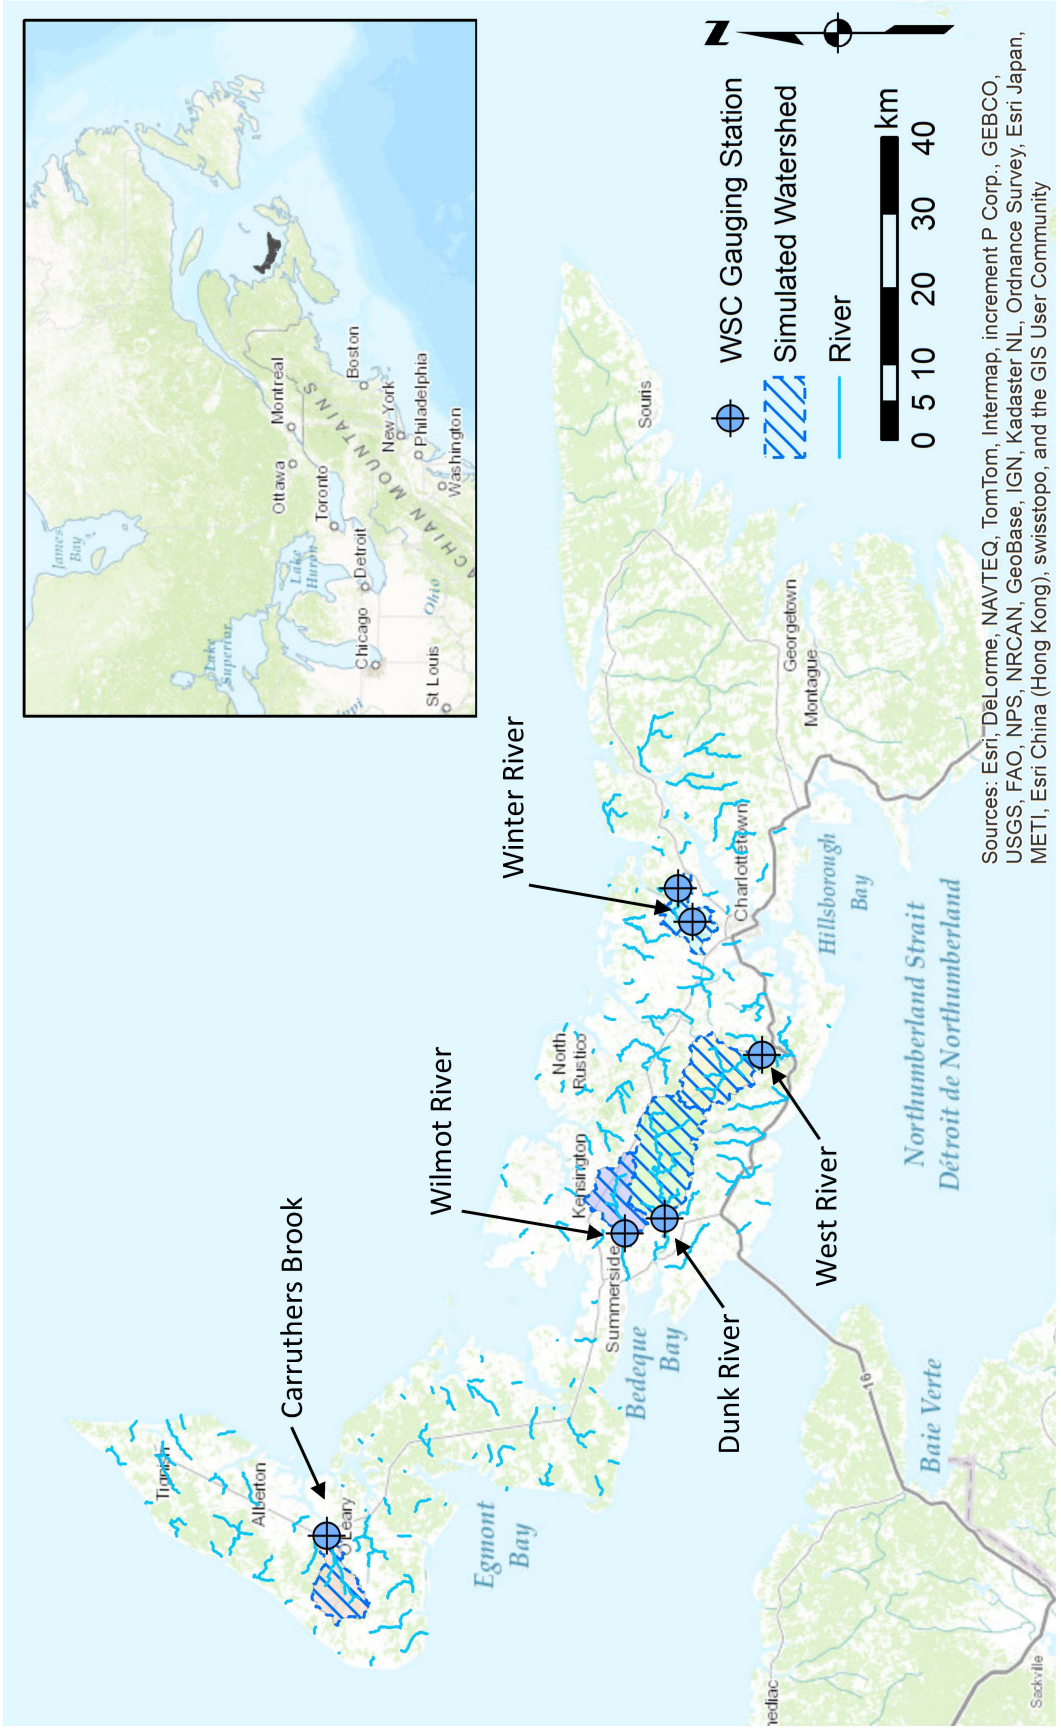 James
Bay
Lake
Superior
Lake
Huron
Ottawa
Montreal
Toronto
Detroit
Chicago
Boston
New York
Philadelphia
Washington
St Louis
Ohio
ippi
ACHIAN MOUNTAINS
N
WSC Gauging Station
Simulated Watershed
River
0 5 10 20 30 40
km
Carruthers Brook
Wilmot River
Winter River
Dunk River
West River
Tignish
Alberton
O'Leary
Egmont
Bay
Summerside
Kensington
Bedeque
Bay
North
Rustico
Charlottetown
Hillsborough
Bay
Souris
Georgetown
Montague
Northumberland Strait
Détroit de Northumberland
Baie Verte
16
Sackville
nediac
Sources: Esri, DeLorme, NAVTEQ, TomTom, Intermap, increment P Corp., GEBCO,
USGS, FAO, NPS, NRCAN, GeoBase, IGN, Kadaster NL, Ordnance Survey, Esri Japan,
METI, Esri China (Hong Kong), swisstopo, and the GIS User Community